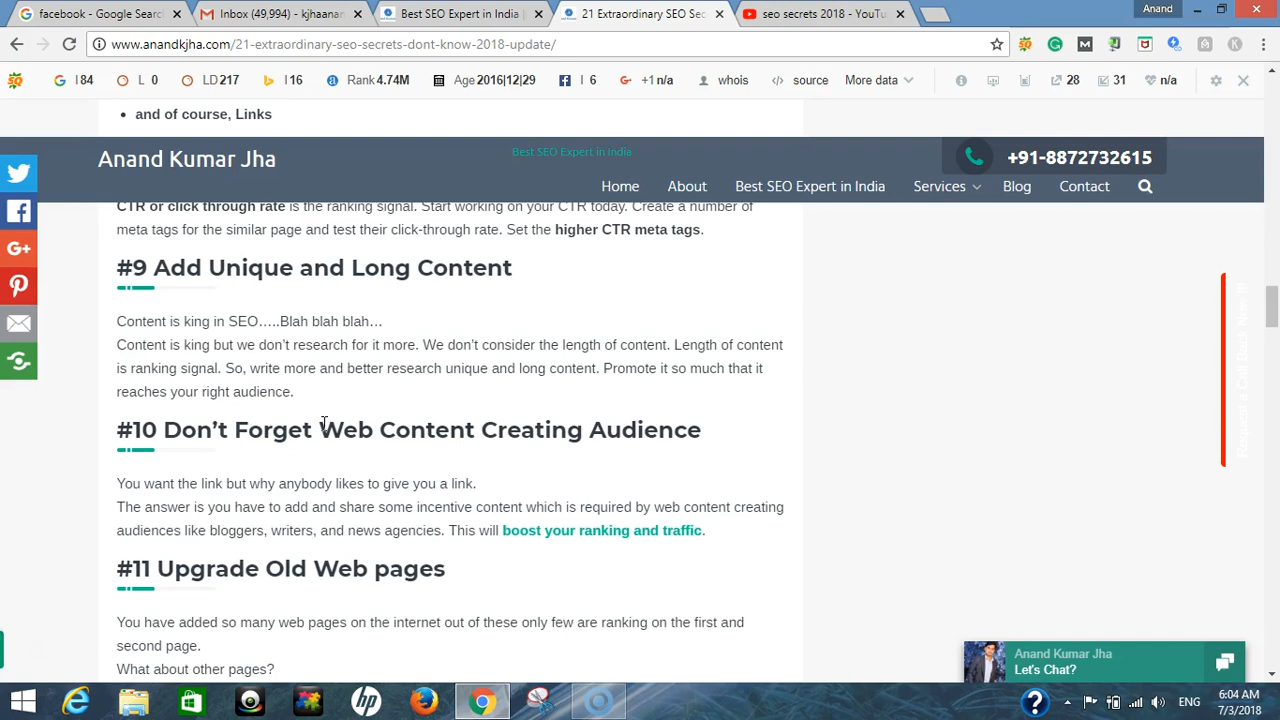 facebook - Google Searc
Inbox (49,994) - kjhaanan
Best SEO Expert in India |
21 Extraordinary SEO Sec
seo secrets 2018 - YouTu
Anand
www.anandkjha.com/21-extraordinary-seo-secrets-dont-know-2018-update/
I 84
L 0
LD 217
I 16
Rank 4.74M
Age 2016|12|29
I 6
+1 n/a
whois
source
More data
28
31
n/a
• and of course, Links
Anand Kumar Jha
Best SEO Expert in India
+91-8872732615
Home
About
Best SEO Expert in India
Services
Blog
Contact
CTR or click through rate is the ranking signal. Start working on your CTR today. Create a number of
meta tags for the similar page and test their click-through rate. Set the higher CTR meta tags.
#9 Add Unique and Long Content
Content is king in SEO…..Blah blah blah…
Content is king but we don’t research for it more. We don’t consider the length of content. Length of content
is ranking signal. So, write more and better research unique and long content. Promote it so much that it
reaches your right audience.
#10 Don’t Forget Web Content Creating Audience
You want the link but why anybody likes to give you a link.
The answer is you have to add and share some incentive content which is required by web content creating
audiences like bloggers, writers, and news agencies. This will boost your ranking and traffic.
#11 Upgrade Old Web pages
You have added so many web pages on the internet out of these only few are ranking on the first and
second page.
What about other pages?
Request a Call Back Now !!!
Anand Kumar Jha
Let's Chat?
ENG
6:04 AM
7/3/2018